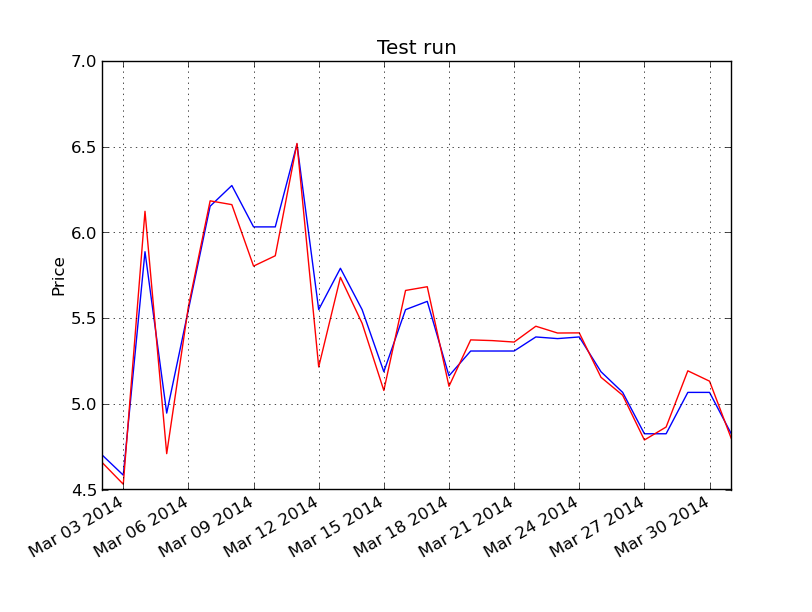 Test run
Price
7.0
6.5
6.0
5.5
5.0
4.5
Mar 03 2014
Mar 06 2014
Mar 09 2014
Mar 12 2014
Mar 15 2014
Mar 18 2014
Mar 21 2014
Mar 24 2014
Mar 27 2014
Mar 30 2014